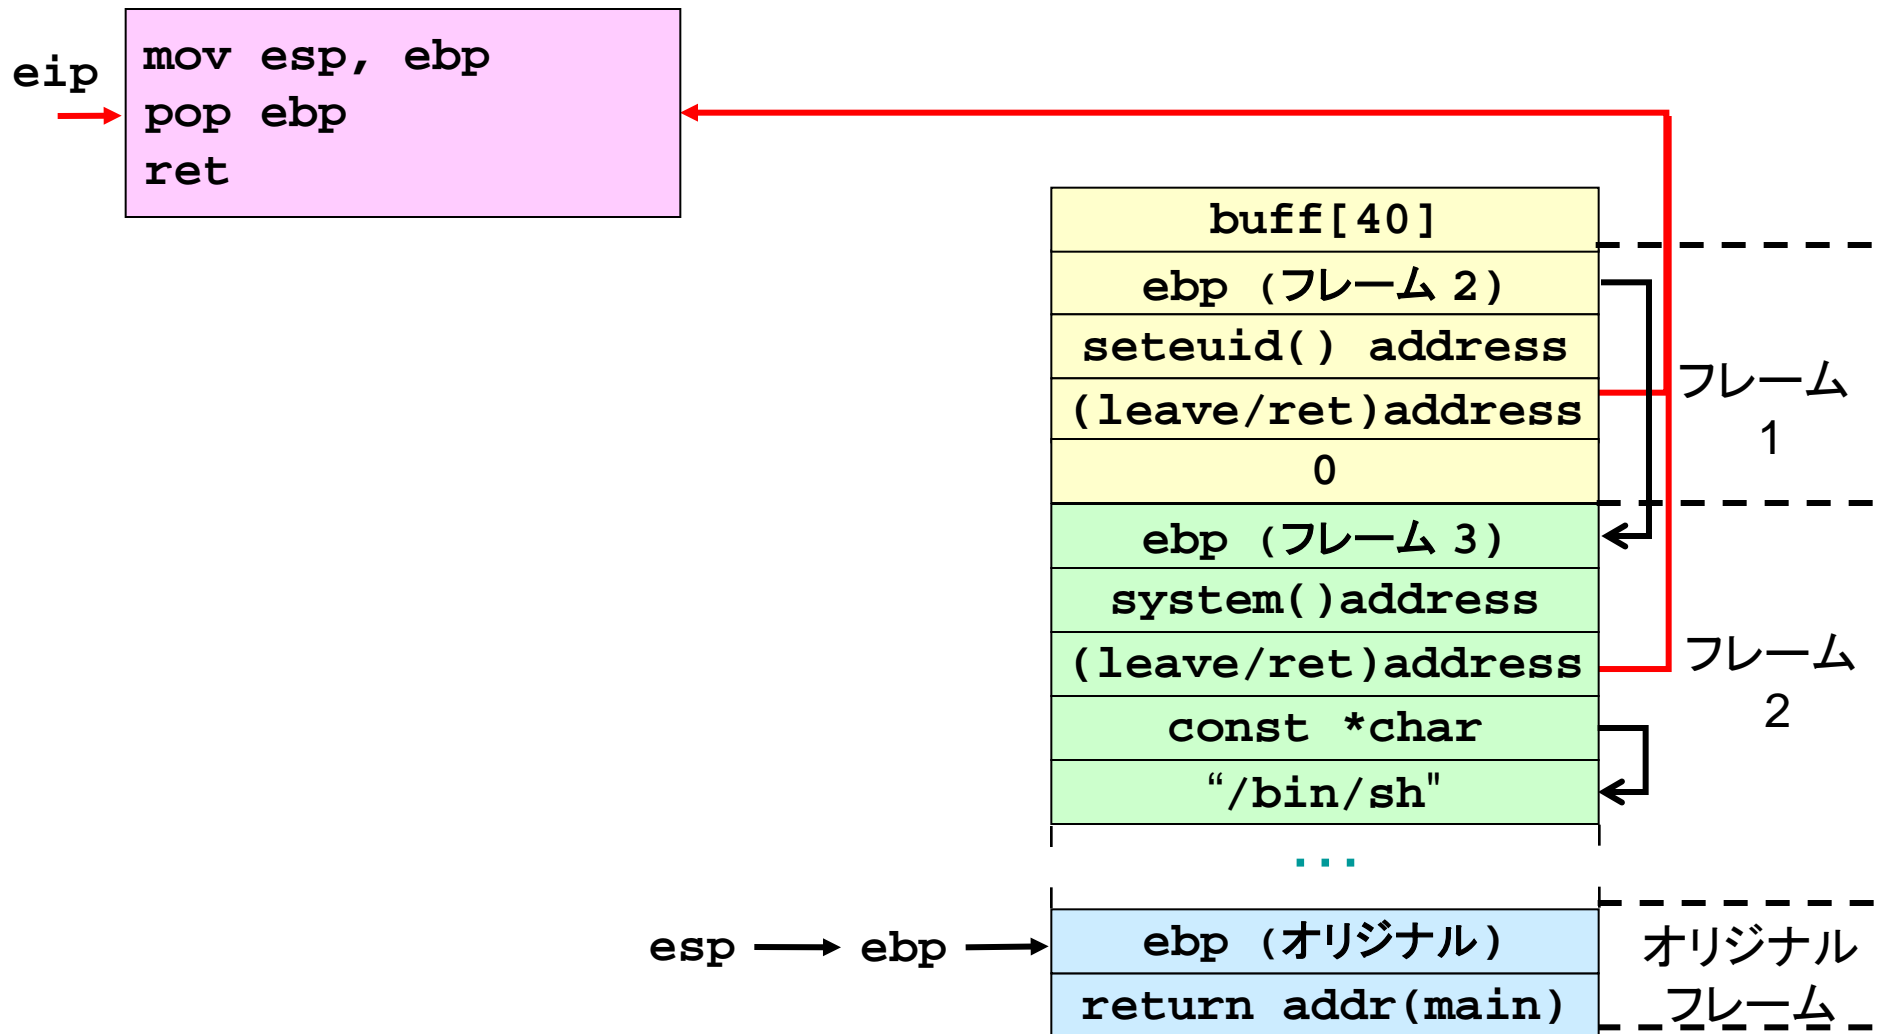 eip
mov esp, ebp
pop ebp
ret
buff[40]
ebp (フレーム 2)
seteuid() address
(leave/ret)address
0
フレーム
1
ebp (フレーム 3)
system()address
(leave/ret)address
const *char
“/bin/sh"
フレーム
2
...
esp
ebp
ebp (オリジナル)
return addr(main)
オリジナル
フレーム